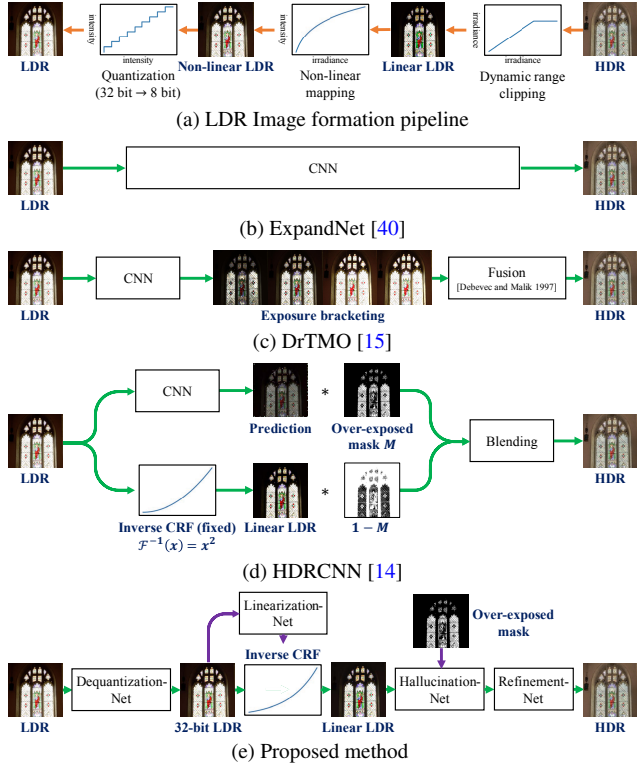 intensity
intensity
irradiance
LDR
intensity
Non-linear LDR
irradiance
Linear LDR
irradiance
HDR
Quantization
(32 bit → 8 bit)
Non-linear
mapping
Dynamic range
clipping
(a) LDR Image formation pipeline
CNN
LDR
HDR
(b) ExpandNet [40]
CNN
Fusion
[Debevec and Malik 1997]
LDR
Exposure bracketing
HDR
(c) DrTMO [15]
CNN
*
Prediction
Over-exposed
mask M
Blending
LDR
HDR
*
Inverse CRF (fixed)
Linear LDR
1 − M
ℱ⁻¹(x) = x²
(d) HDRCNN [14]
Linearization-
Net
Over-exposed
mask
Inverse CRF
Dequantization-
Net
Hallucination-
Net
Refinement-
Net
LDR
32-bit LDR
Linear LDR
HDR
(e) Proposed method